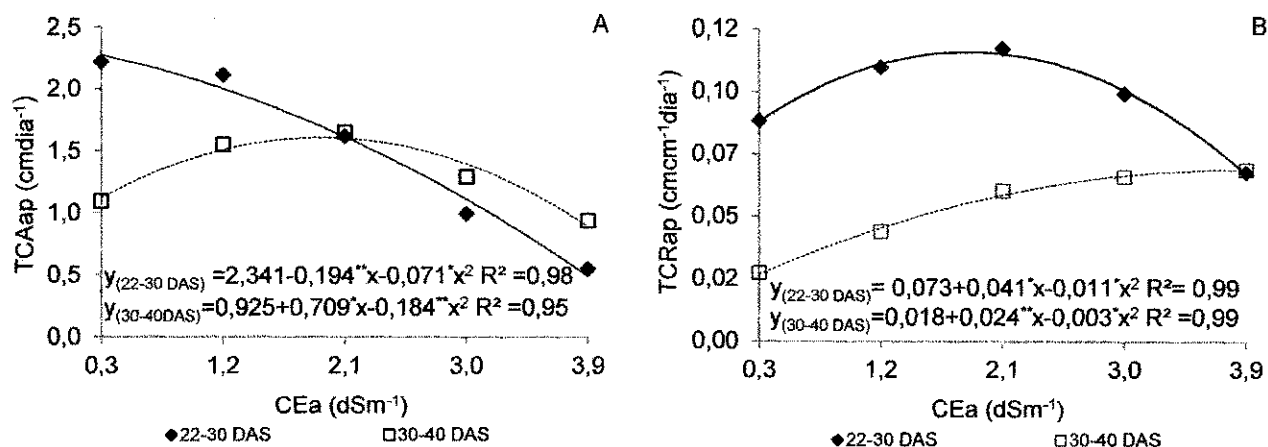 A
TCAap (cmdia⁻¹)
2,5
2,0
1,5
1,0
0,5
0,0
y(22-30 DAS) =2,341-0,194**x-0,071*x² R² =0,98
y(30-40DAS)=0,925+0,709*x-0,184**x² R² =0,95
0,3 1,2 2,1 3,0 3,9
CEa (dSm⁻¹)
◆22-30 DAS □30-40 DAS
B
TCRap (cmcm⁻¹dia⁻¹)
0,12
0,10
0,07
0,05
0,02
0,00
y(22-30 DAS)= 0,073+0,041*x-0,011*x² R²= 0,99
y(30-40 DAS)=0,018+0,024**x-0,003*x² R² =0,99
0,3 1,2 2,1 3,0 3,9
CEa (dSm⁻¹)
◆22-30 DAS □30-40 DAS